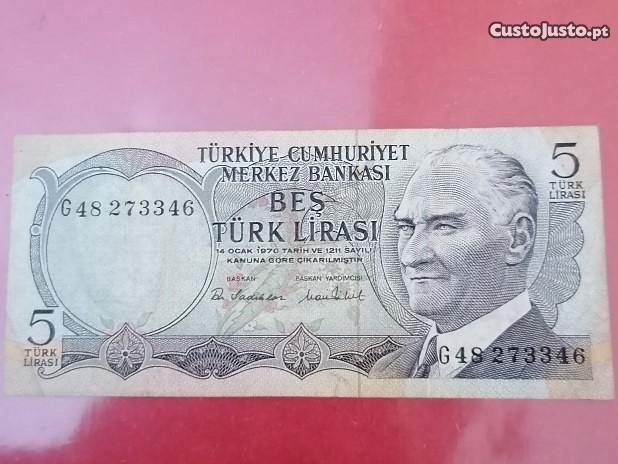 CustoJusto.pt
TÜRKİYE CUMHURİYET
MERKEZ BANKASI
BEŞ
TÜRK LİRASI
14 OCAK 1970 TARİH VE 1211 SAYILI
KANUNA GÖRE ÇIKARILMIŞTIR
BAŞKAN BAŞKAN YARDIMCISI
G48 273346
5
TÜRK
LİRASI
5
TÜRK
LİRASI
G48 273346